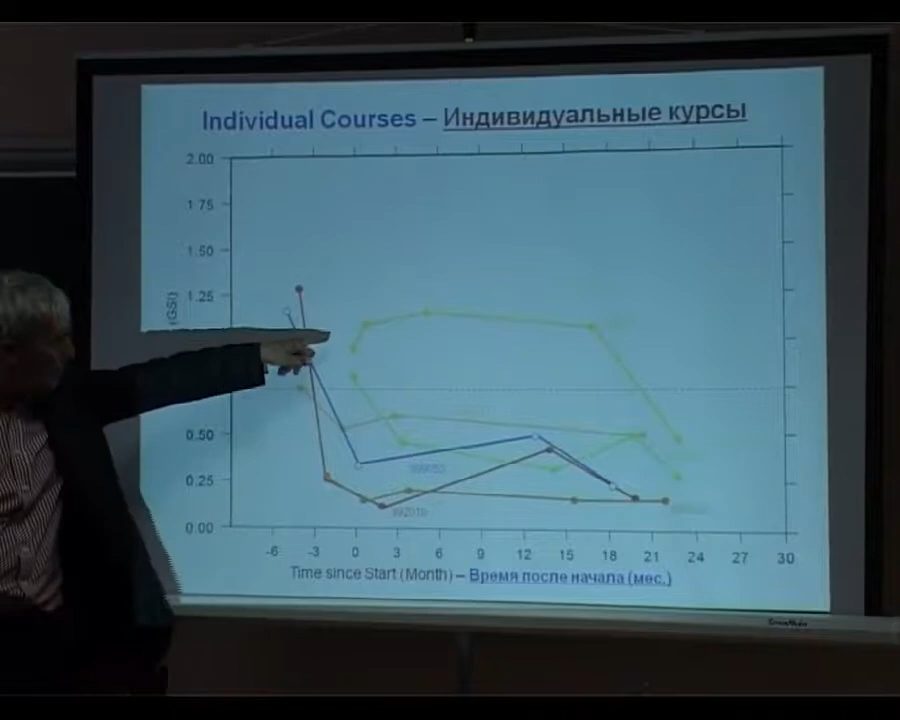 Individual Courses – Индивидуальные курсы
2.00
1.75
1.50
1.25
(GSI)
0.50
0.25
0.00
-6 -3 0 3 6 9 12 15 18 21 24 27 30
Time since Start (Month) – Время после начала (мес.)